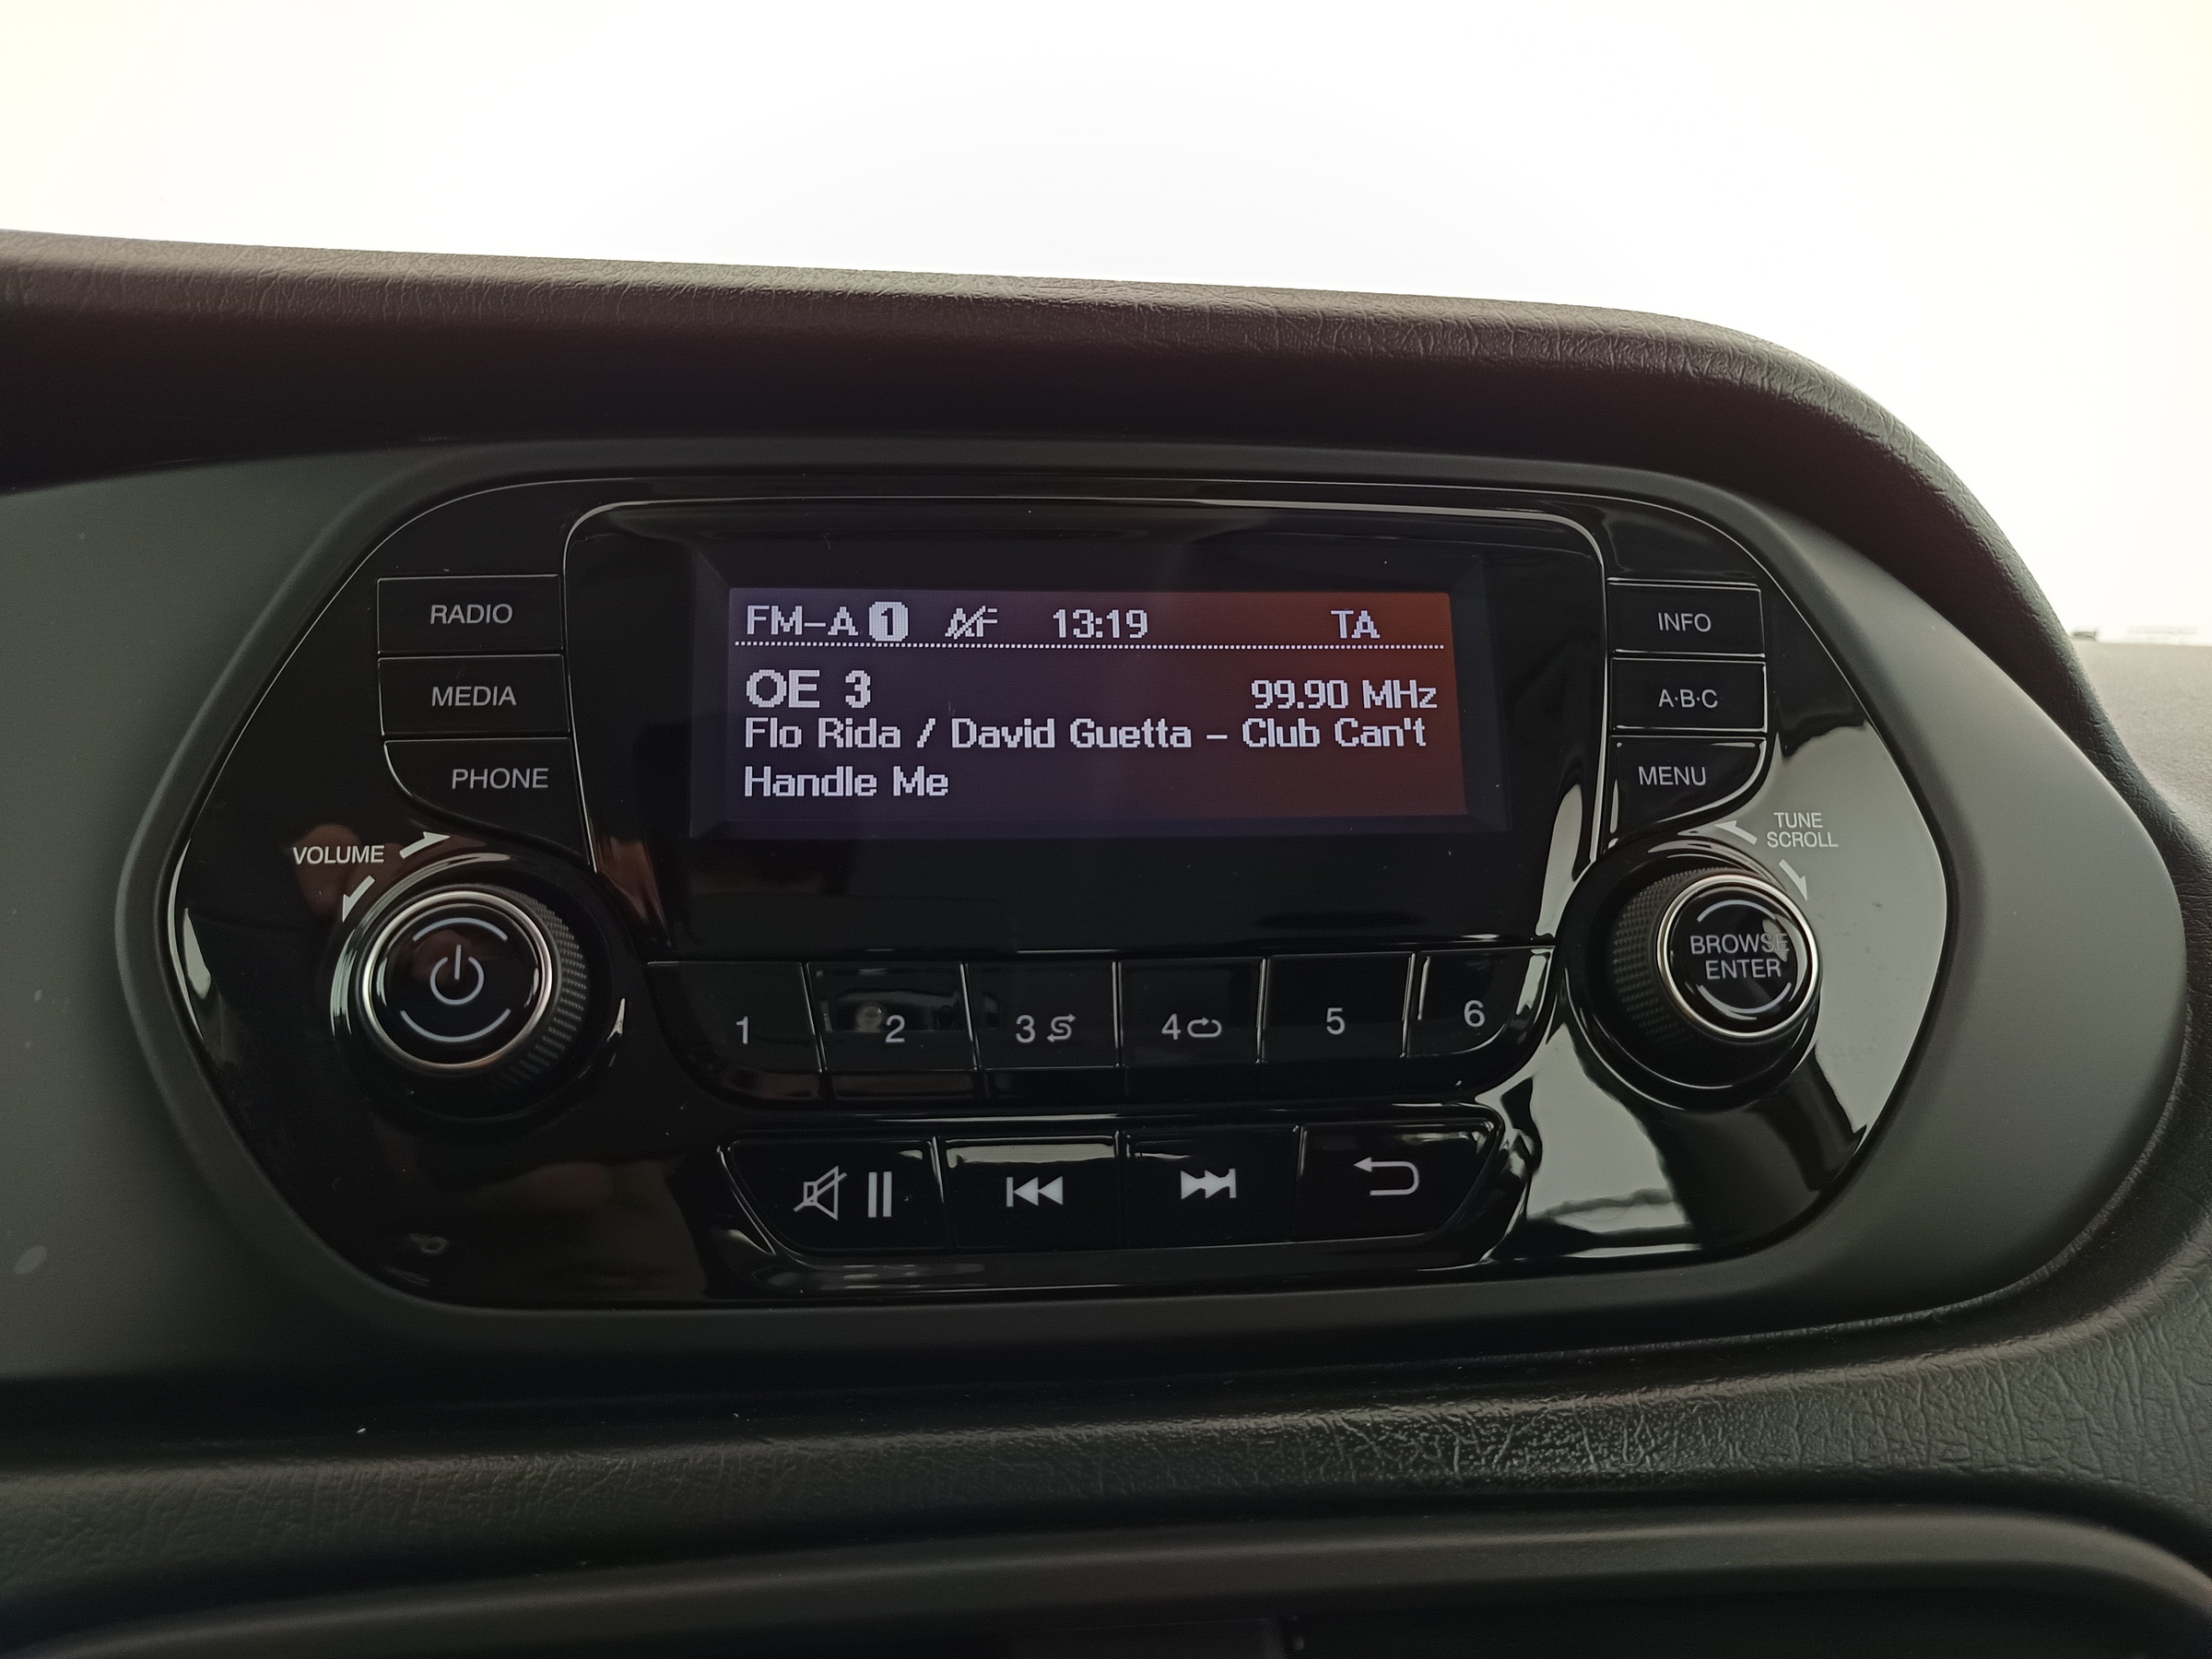 FM-A 1 AF 13:19 TA
OE 3 99.90 MHz
Flo Rida / David Guetta - Club Can't
Handle Me
RADIO
MEDIA
PHONE
VOLUME
INFO
A·B·C
MENU
TUNE
SCROLL
BROWSE
ENTER
1 2 3 4 5 6